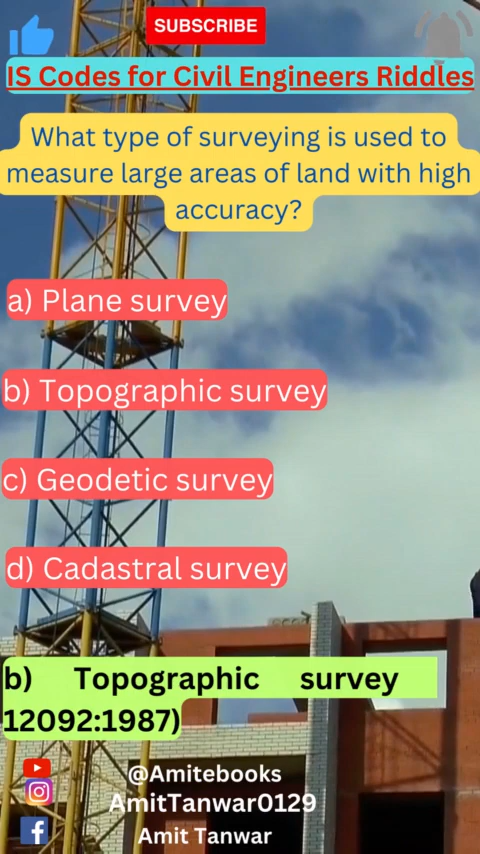 SUBSCRIBE
IS Codes for Civil Engineers Riddles
What type of surveying is used to
measure large areas of land with high
accuracy?
a) Plane survey
b) Topographic survey
c) Geodetic survey
d) Cadastral survey
b) Topographic survey
12092:1987)
@Amitebooks
AmitTanwar0129
Amit Tanwar